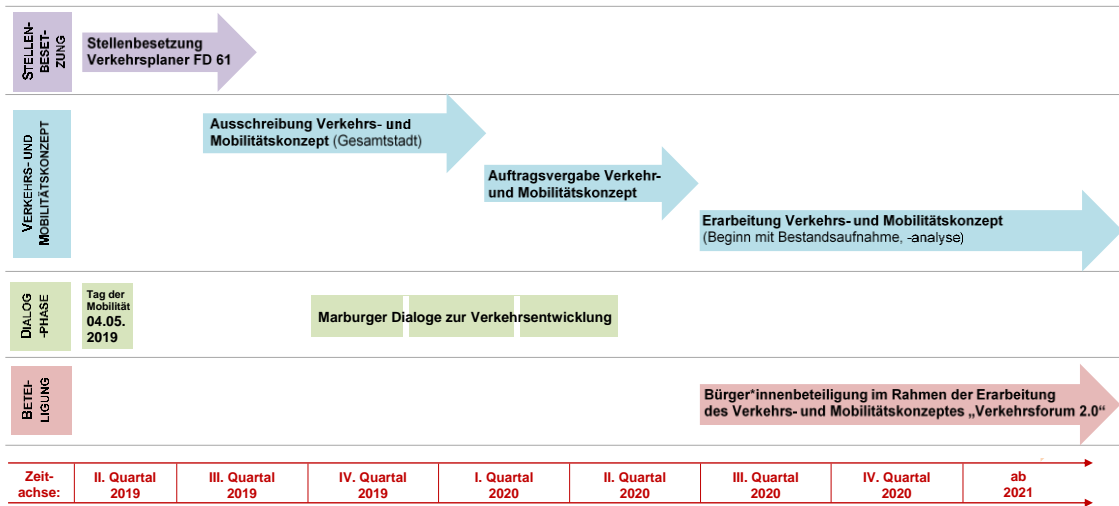 STELLEN-
BESET-
ZUNG
Stellenbesetzung
Verkehrsplaner FD 61
VERKEHRS- UND
MOBILITÄTSKONZEPT
Ausschreibung Verkehrs- und
Mobilitätskonzept (Gesamtstadt)
Auftragsvergabe Verkehr-
und Mobilitätskonzept
Erarbeitung Verkehrs- und Mobilitätskonzept
(Beginn mit Bestandsaufnahme, -analyse)
DIALOG
-PHASE
Tag der
Mobilität
04.05.
2019
Marburger Dialoge zur Verkehrsentwicklung
BETEI-
LIGUNG
Bürger*innenbeteiligung im Rahmen der Erarbeitung
des Verkehrs- und Mobilitätskonzeptes „Verkehrsforum 2.0“
Zeit-
achse:
II. Quartal
2019
III. Quartal
2019
IV. Quartal
2019
I. Quartal
2020
II. Quartal
2020
III. Quartal
2020
IV. Quartal
2020
ab
2021